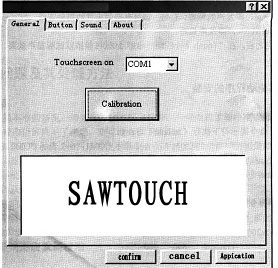 General Button Sound About
Touchscreen on COM1
Calibration
SAWTOUCH
confirm cancel Appication